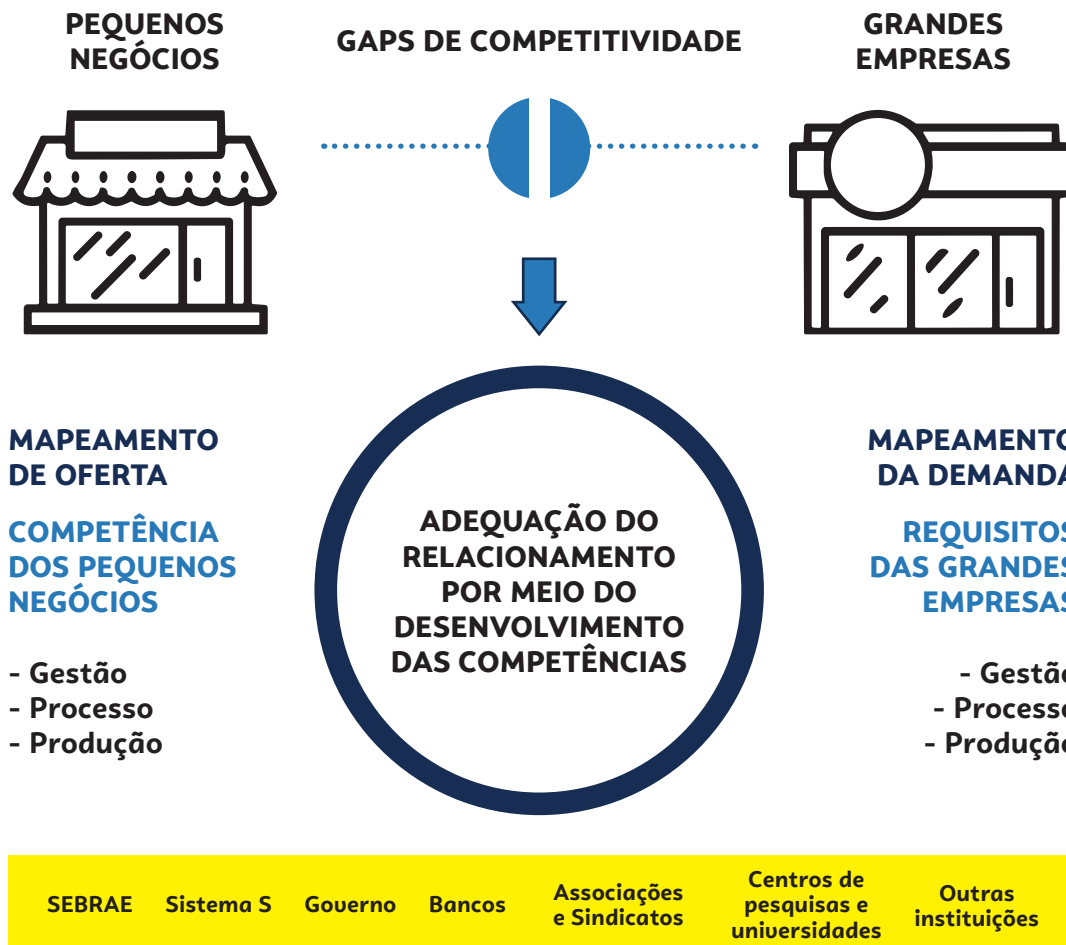 PEQUENOS
NEGÓCIOS
GAPS DE COMPETITIVIDADE
GRANDES
EMPRESAS
MAPEAMENTO
DE OFERTA
COMPETÊNCIA
DOS PEQUENOS
NEGÓCIOS
- Gestão
- Processo
- Produção
ADEQUAÇÃO DO
RELACIONAMENTO
POR MEIO DO
DESENVOLVIMENTO
DAS COMPETÊNCIAS
MAPEAMENTO
DA DEMANDA
REQUISITOS
DAS GRANDES
EMPRESAS
- Gestão
- Processo
- Produção
SEBRAE
Sistema S
Governo
Bancos
Associações
e Sindicatos
Centros de
pesquisas e
universidades
Outras
instituições